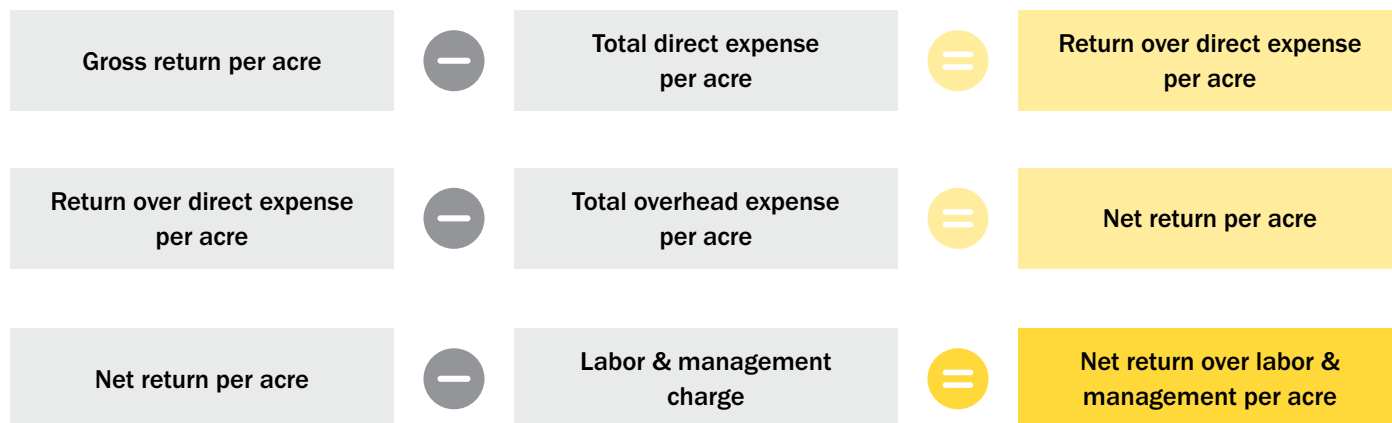 Gross return per acre
Total direct expense
per acre
Return over direct expense
per acre
Return over direct expense
per acre
Total overhead expense
per acre
Net return per acre
Net return per acre
Labor & management
charge
Net return over labor &
management per acre